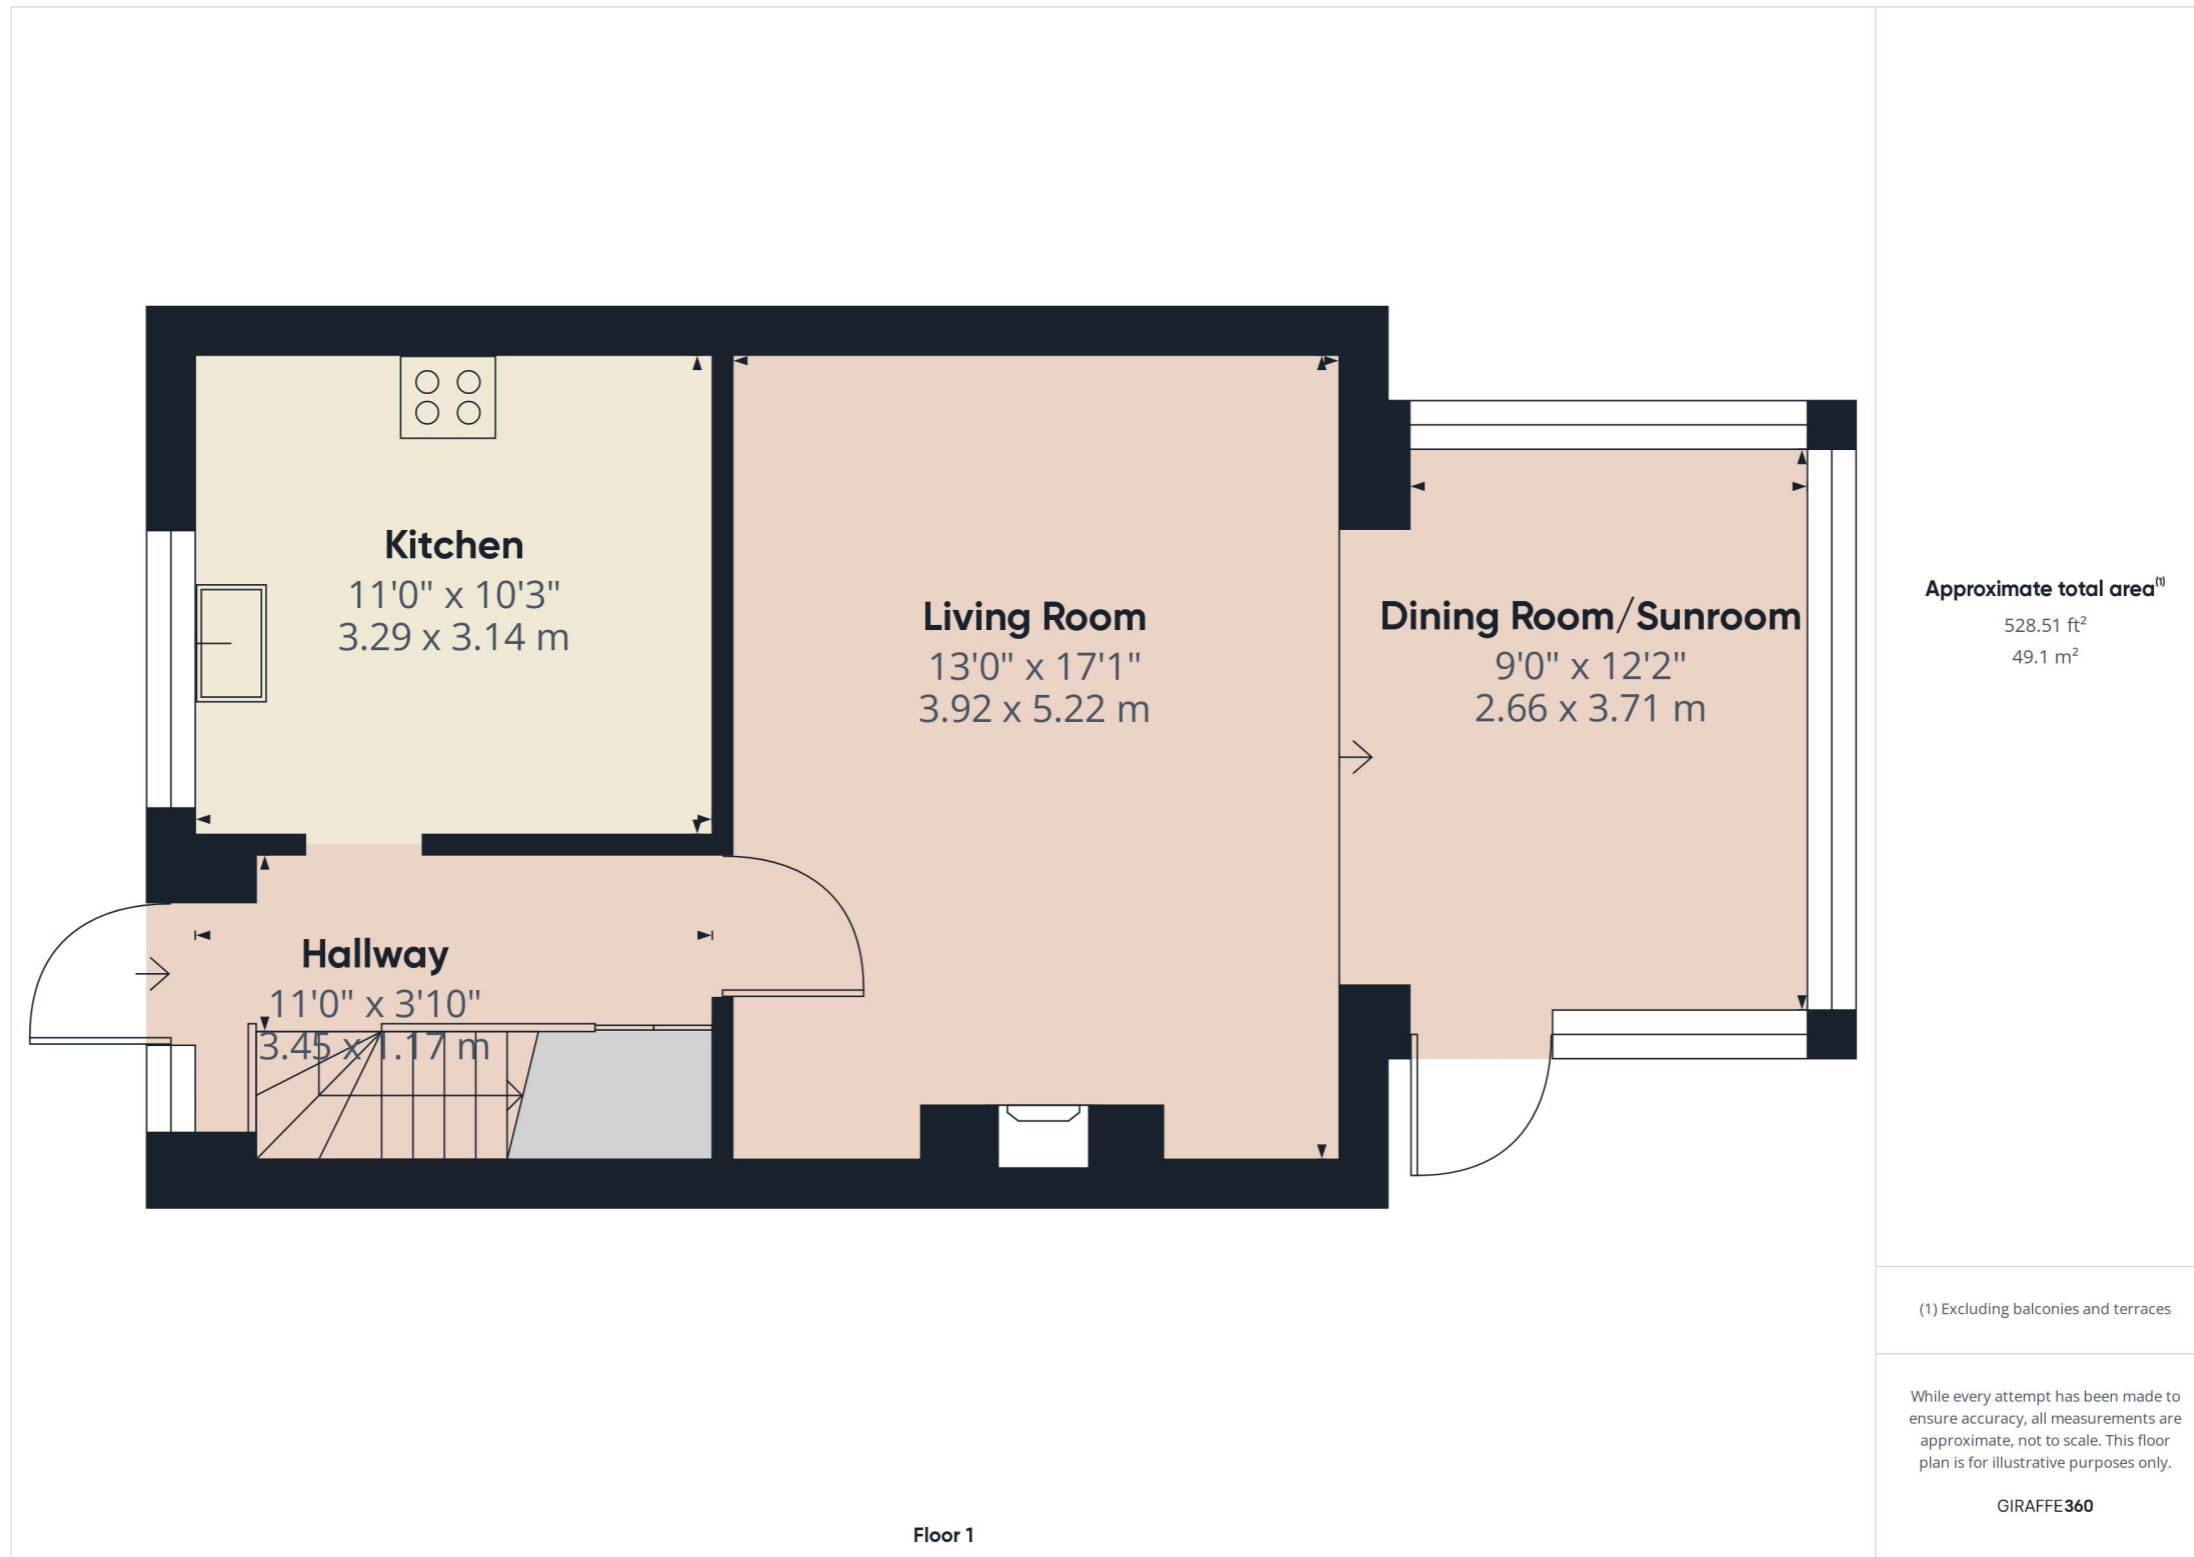 Kitchen
11'0" x 10'3"
3.29 x 3.14 m
Living Room
13'0" x 17'1"
3.92 x 5.22 m
Dining Room/Sunroom
9'0" x 12'2"
2.66 x 3.71 m
Hallway
11'0" x 3'10"
3.45 x 1.17 m
Floor 1
Approximate total area(1)
528.51 ft²
49.1 m²
(1) Excluding balconies and terraces
While every attempt has been made to
ensure accuracy, all measurements are
approximate, not to scale. This floor
plan is for illustrative purposes only.
GIRAFFE360